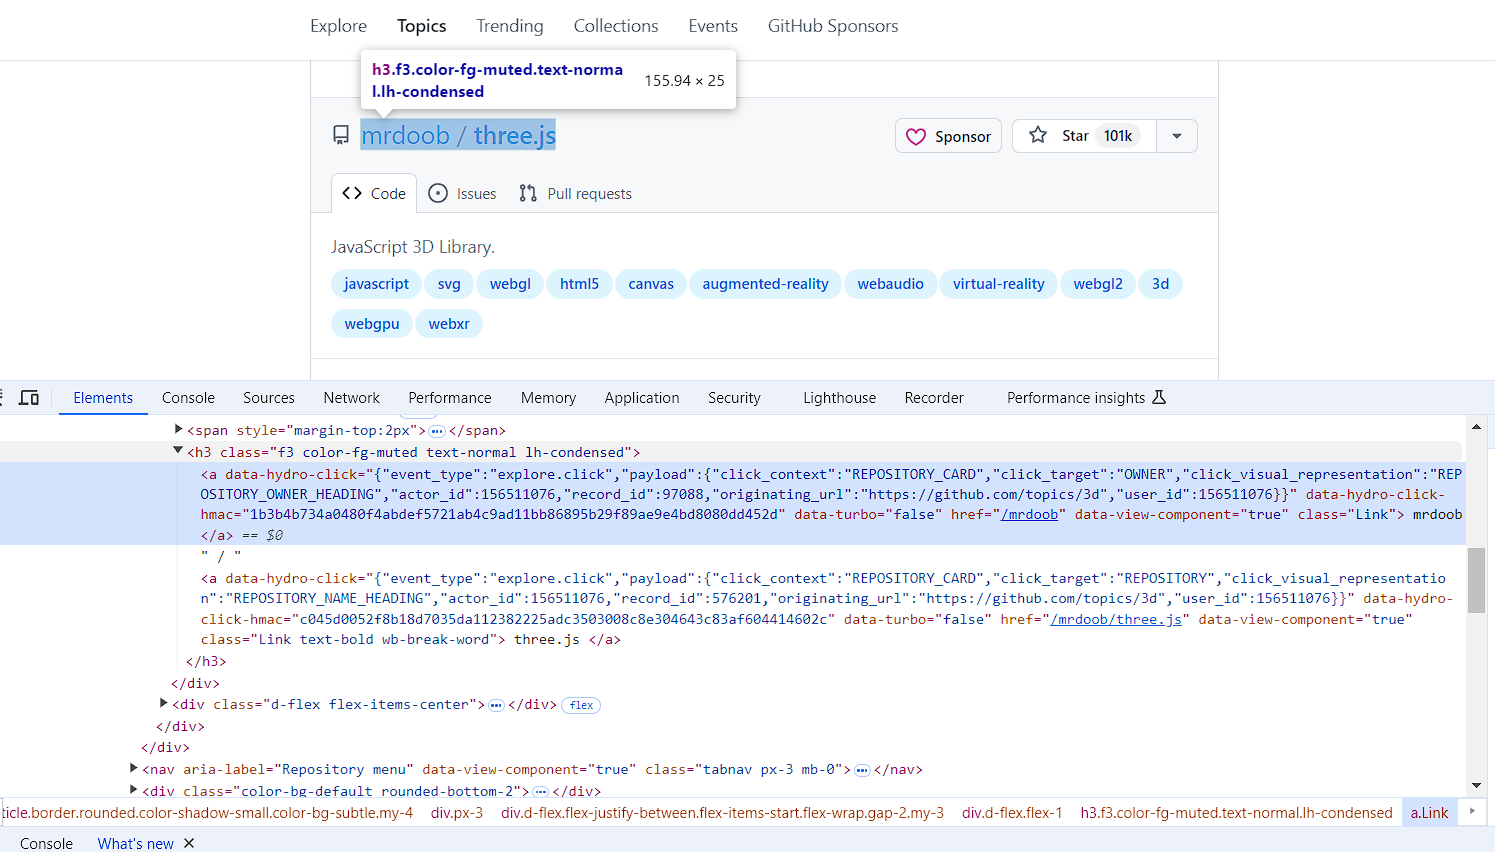 Explore Topics Trending Collections Events GitHub Sponsors
h3.f3.color-fg-muted.text-norma
l.lh-condensed
155.94 × 25
mrdoob / three.js
Sponsor Star 101k
Code Issues Pull requests
JavaScript 3D Library.
javascript svg webgl html5 canvas augmented-reality webaudio virtual-reality webgl2 3d
webgpu webxr
Elements Console Sources Network Performance Memory Application Security Lighthouse Recorder Performance insights
<span style="margin-top:2px">…</span>
<h3 class="f3 color-fg-muted text-normal lh-condensed">
<a data-hydro-click="{"event_type":"explore.click","payload":{"click_context":"REPOSITORY_CARD","click_target":"OWNER","click_visual_representation":"REP
OSITORY_OWNER_HEADING","actor_id":156511076,"record_id":97088,"originating_url":"https://github.com/topics/3d","user_id":156511076}}" data-hydro-click-
hmac="1b3b4b734a0480f4abdef5721ab4c9ad11bb86895b29f89ae9e4bd8080dd452d" data-turbo="false" href="/mrdoob" data-view-component="true" class="Link"> mrdoob
</a> == $0
" / "
<a data-hydro-click="{"event_type":"explore.click","payload":{"click_context":"REPOSITORY_CARD","click_target":"REPOSITORY","click_visual_representatio
n":"REPOSITORY_NAME_HEADING","actor_id":156511076,"record_id":576201,"originating_url":"https://github.com/topics/3d","user_id":156511076}}" data-hydro-
click-hmac="c045d0052f8b18d7035da112382225adc3503008c8e304643c83af604414602c" data-turbo="false" href="/mrdoob/three.js" data-view-component="true"
class="Link text-bold wb-break-word"> three.js </a>
</h3>
</div>
<div class="d-flex flex-items-center">…</div> flex
</div>
</div>
<nav aria-label="Repository menu" data-view-component="true" class="tabnav px-3 mb-0">…</nav>
<div class="color-bg-default rounded-bottom-2">…</div>
ticle.border.rounded.color-shadow-small.color-bg-subtle.my-4 div.px-3 div.d-flex.flex-justify-between.flex-items-start.flex-wrap.gap-2.my-3 div.d-flex.flex-1 h3.f3.color-fg-muted.text-normal.lh-condensed a.Link
Console What's new